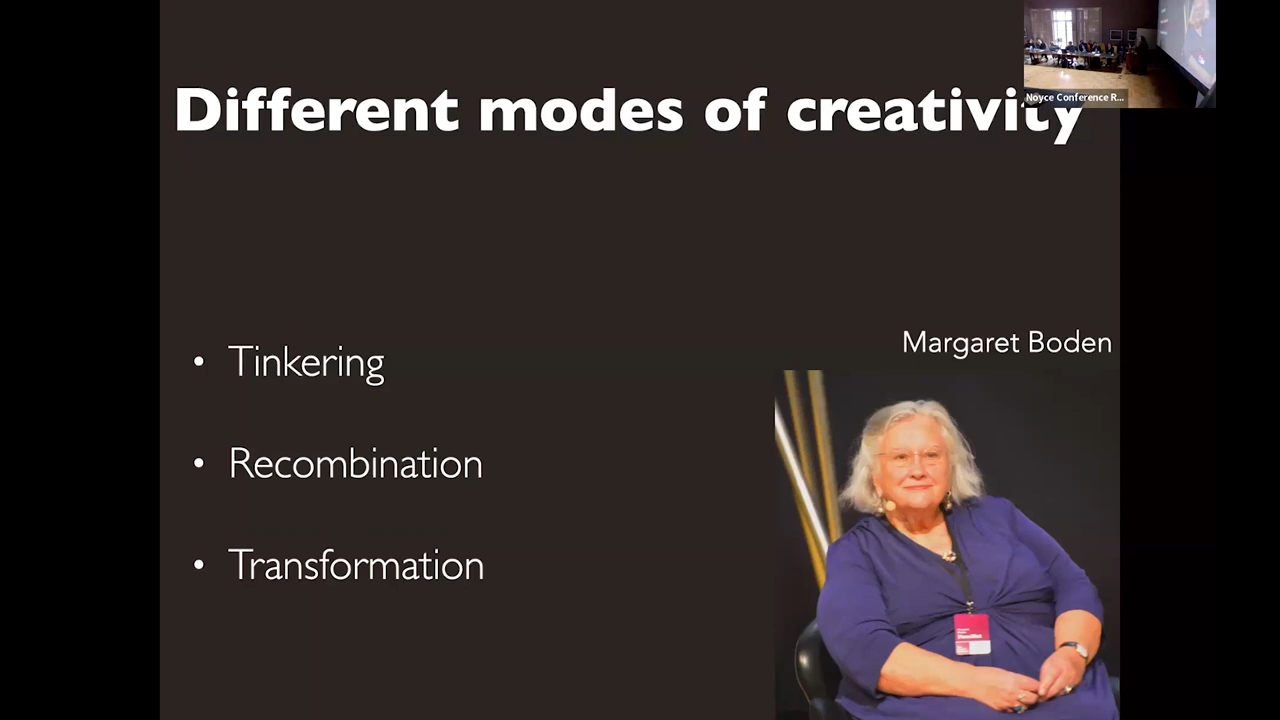 Different modes of creativity
Noyce Conference R...
Margaret Boden
• Tinkering
• Recombination
• Transformation